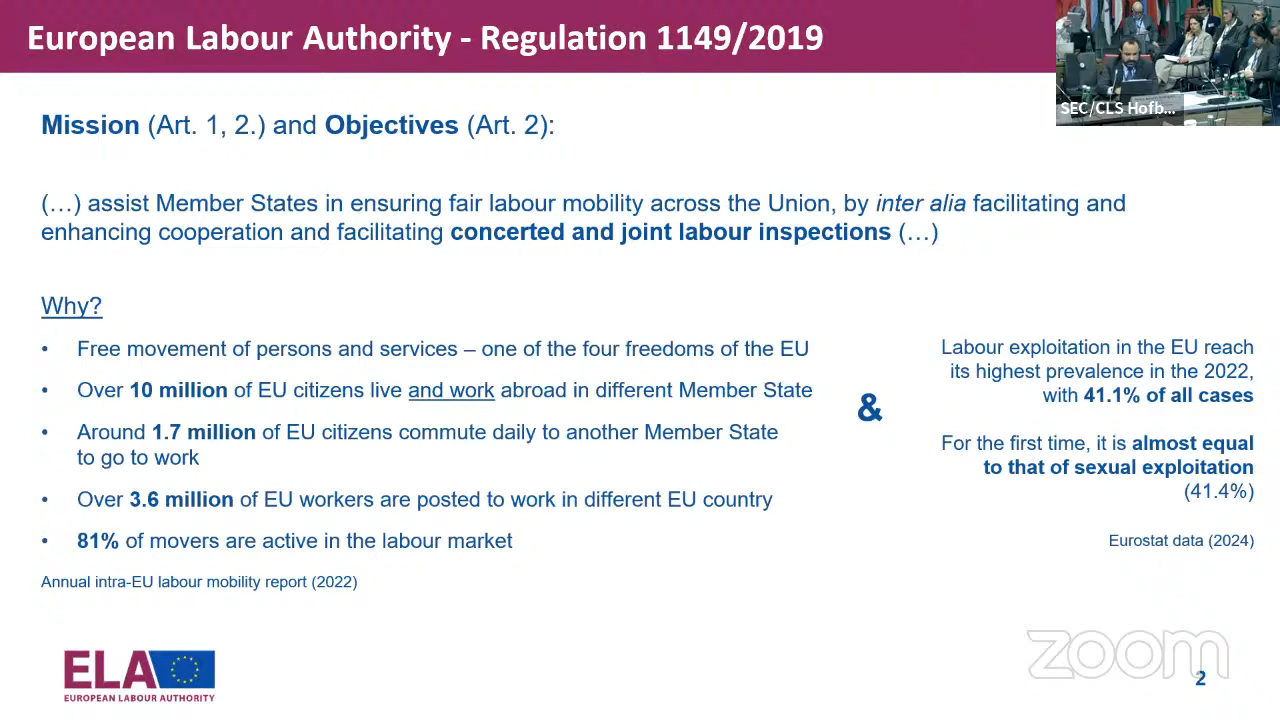 European Labour Authority - Regulation 1149/2019
SEC/CLS Hofb...
Mission (Art. 1, 2.) and Objectives (Art. 2):
(…) assist Member States in ensuring fair labour mobility across the Union, by inter alia facilitating and
enhancing cooperation and facilitating concerted and joint labour inspections (…)
Why?
• Free movement of persons and services – one of the four freedoms of the EU
• Over 10 million of EU citizens live and work abroad in different Member State
• Around 1.7 million of EU citizens commute daily to another Member State
to go to work
• Over 3.6 million of EU workers are posted to work in different EU country
• 81% of movers are active in the labour market
Annual intra-EU labour mobility report (2022)
&
Labour exploitation in the EU reach
its highest prevalence in the 2022,
with 41.1% of all cases
For the first time, it is almost equal
to that of sexual exploitation
(41.4%)
Eurostat data (2024)
ELA
EUROPEAN LABOUR AUTHORITY
zoom
2